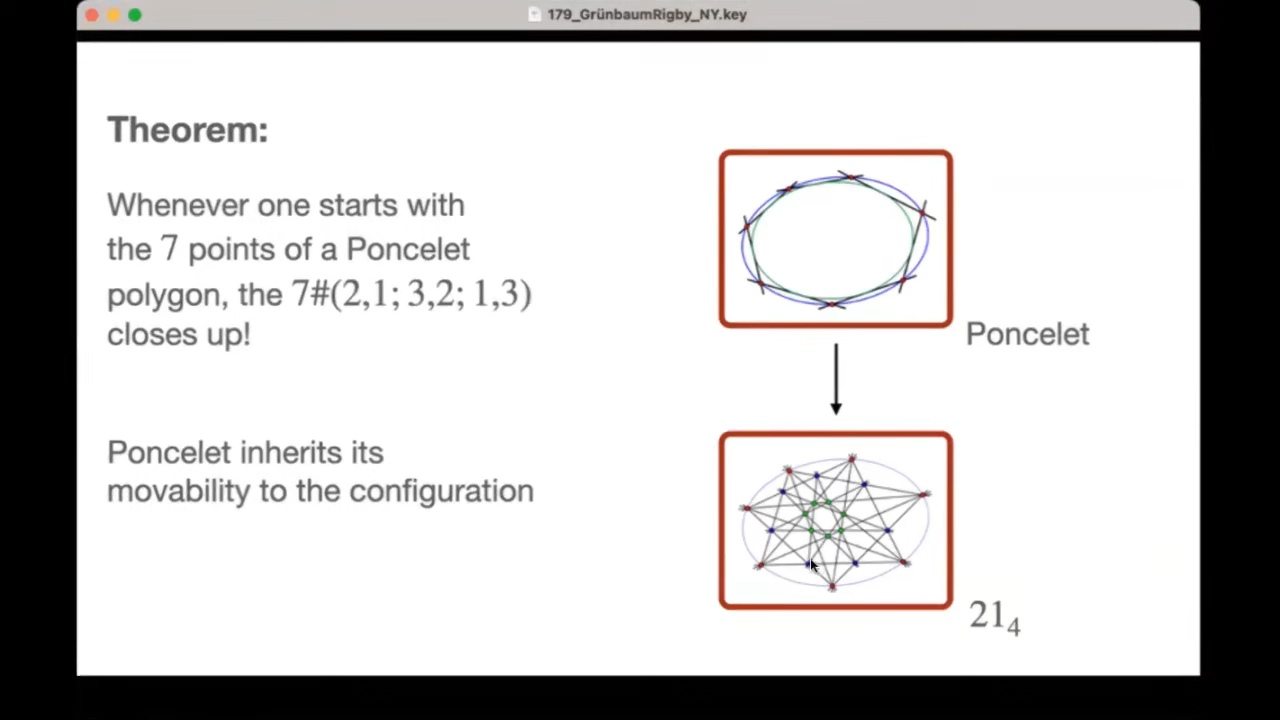 179_GrünbaumRigby_NY.key
Theorem:
Whenever one starts with
the 7 points of a Poncelet
polygon, the 7#(2,1; 3,2; 1,3)
closes up!
Poncelet
Poncelet inherits its
movability to the configuration
21₄